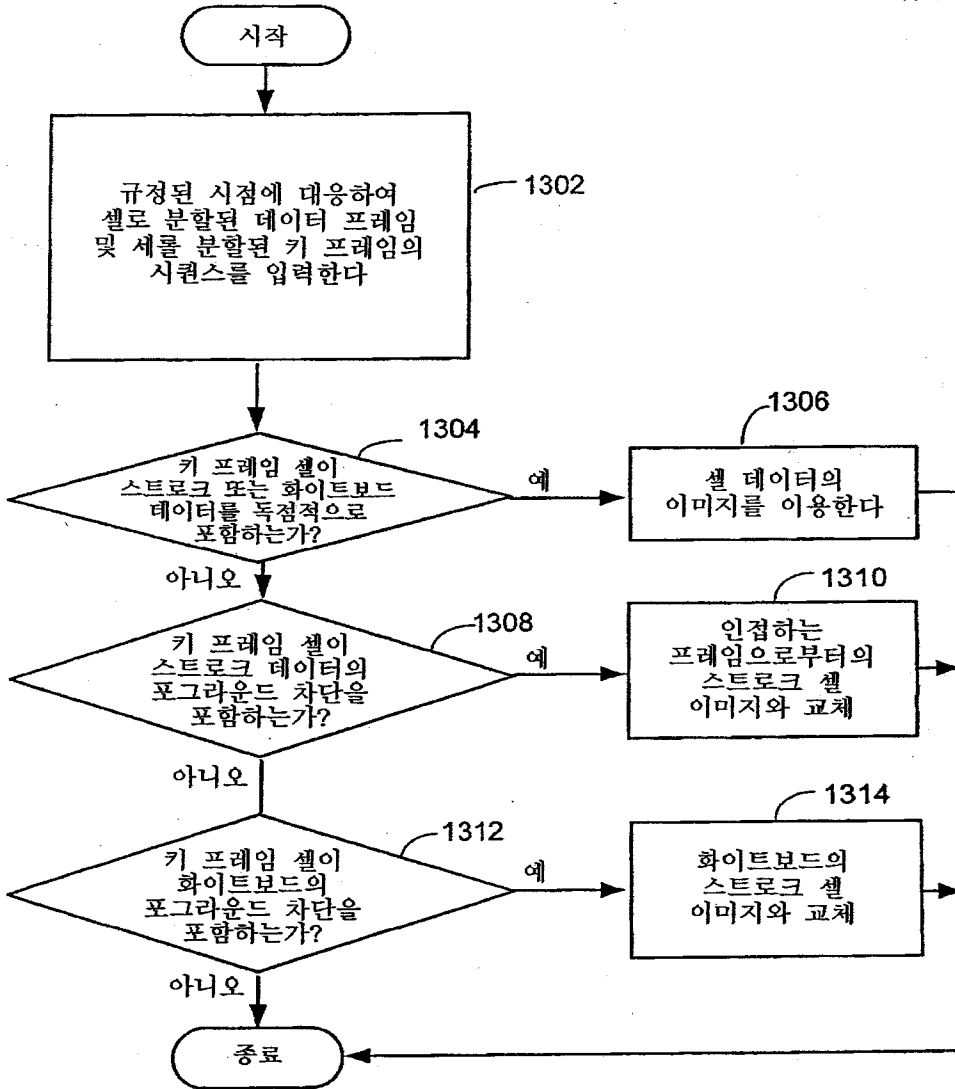 시작
규정된 시점에 대응하여
셀로 분할된 데이터 프레임
및 세롤 분할된 키 프레임의
시퀀스를 입력한다
1302
1304
키 프레임 셀이
스트로크 또는 화이트보드
데이터를 독점적으로
포함하는가?
예
1306
셀 데이터의
이미지를 이용한다
아니오
1308
키 프레임 셀이
스트로크 데이터의
포그라운드 차단을
포함하는가?
예
1310
인접하는
프레임으로부터의
스트로크 셀
이미지와 교체
아니오
1312
키 프레임 셀이
화이트보드의
포그라운드 차단을
포함하는가?
예
1314
화이트보드의
스트로크 셀
이미지와 교체
아니오
종료